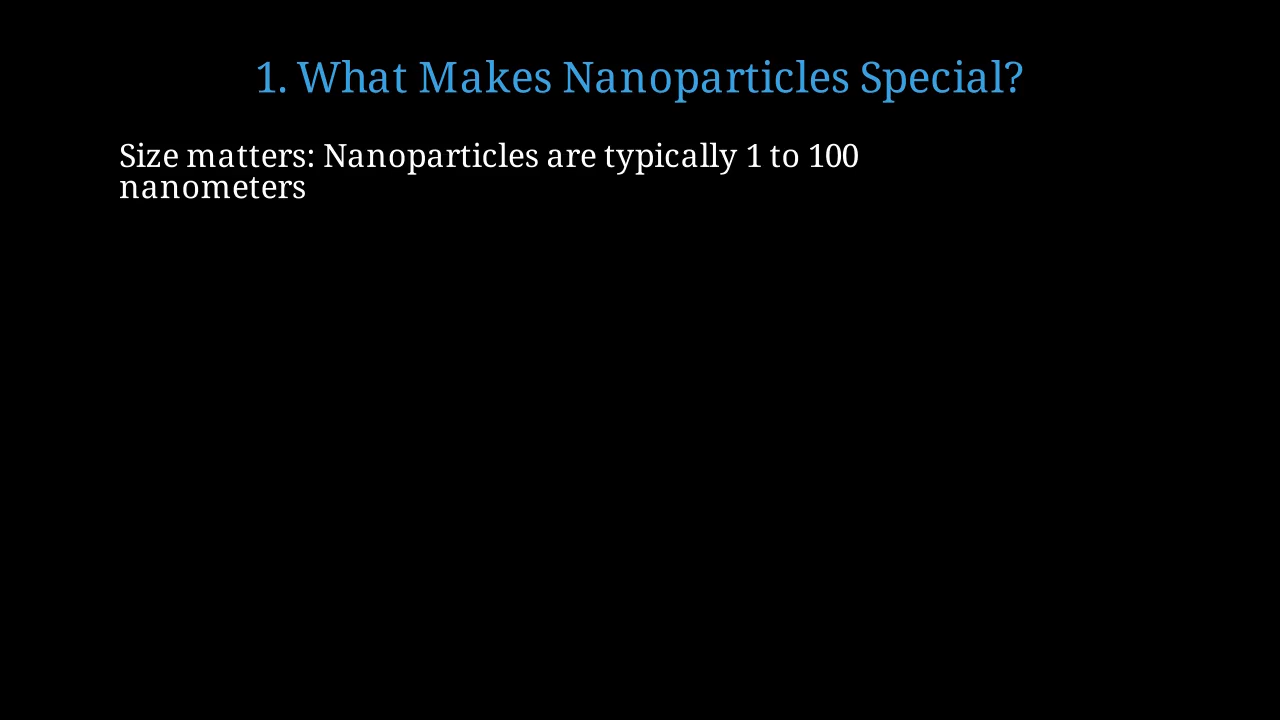 1. What Makes Nanoparticles Special?
Size matters: Nanoparticles are typically 1 to 100
nanometers